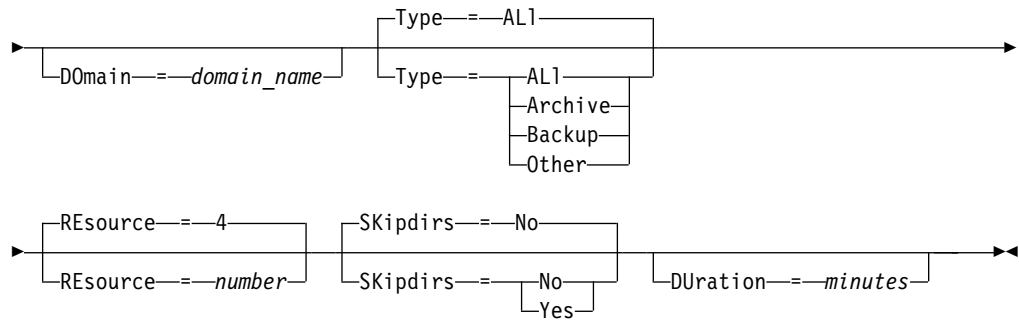 Type = ALl
DOmain = domain_name Type = ALl
Archive
Backup
Other
REsource = 4 SKipdirs = No
REsource = number SKipdirs = No DUration = minutes
Yes